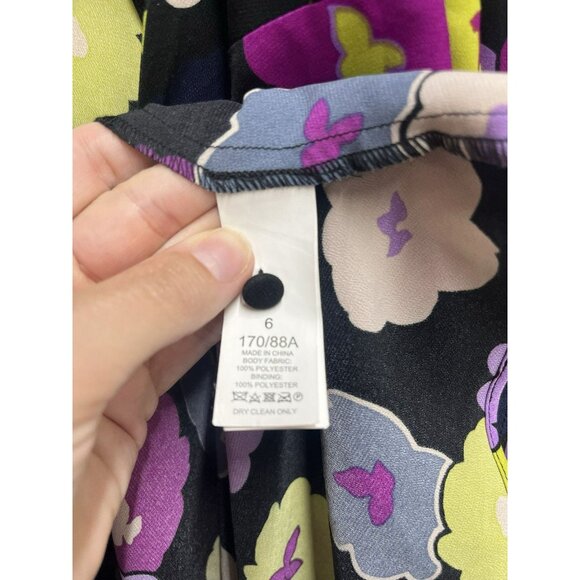 6
170/88A
MADE IN CHINA
BODY FABRIC:
100% POLYESTER
BINDING:
100% POLYESTER
DRY CLEAN ONLY